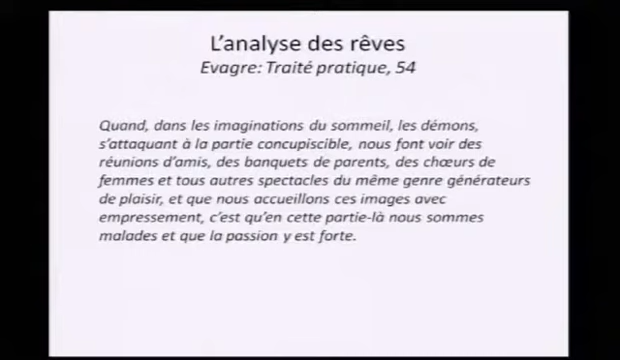 L’analyse des rêves
Evagre: Traité pratique, 54
Quand, dans les imaginations du sommeil, les démons,
s’attaquant à la partie concupiscible, nous font voir des
réunions d’amis, des banquets de parents, des chœurs de
femmes et tous autres spectacles du même genre générateurs
de plaisir, et que nous accueillons ces images avec
empressement, c’est qu’en cette partie-là nous sommes
malades et que la passion y est forte.